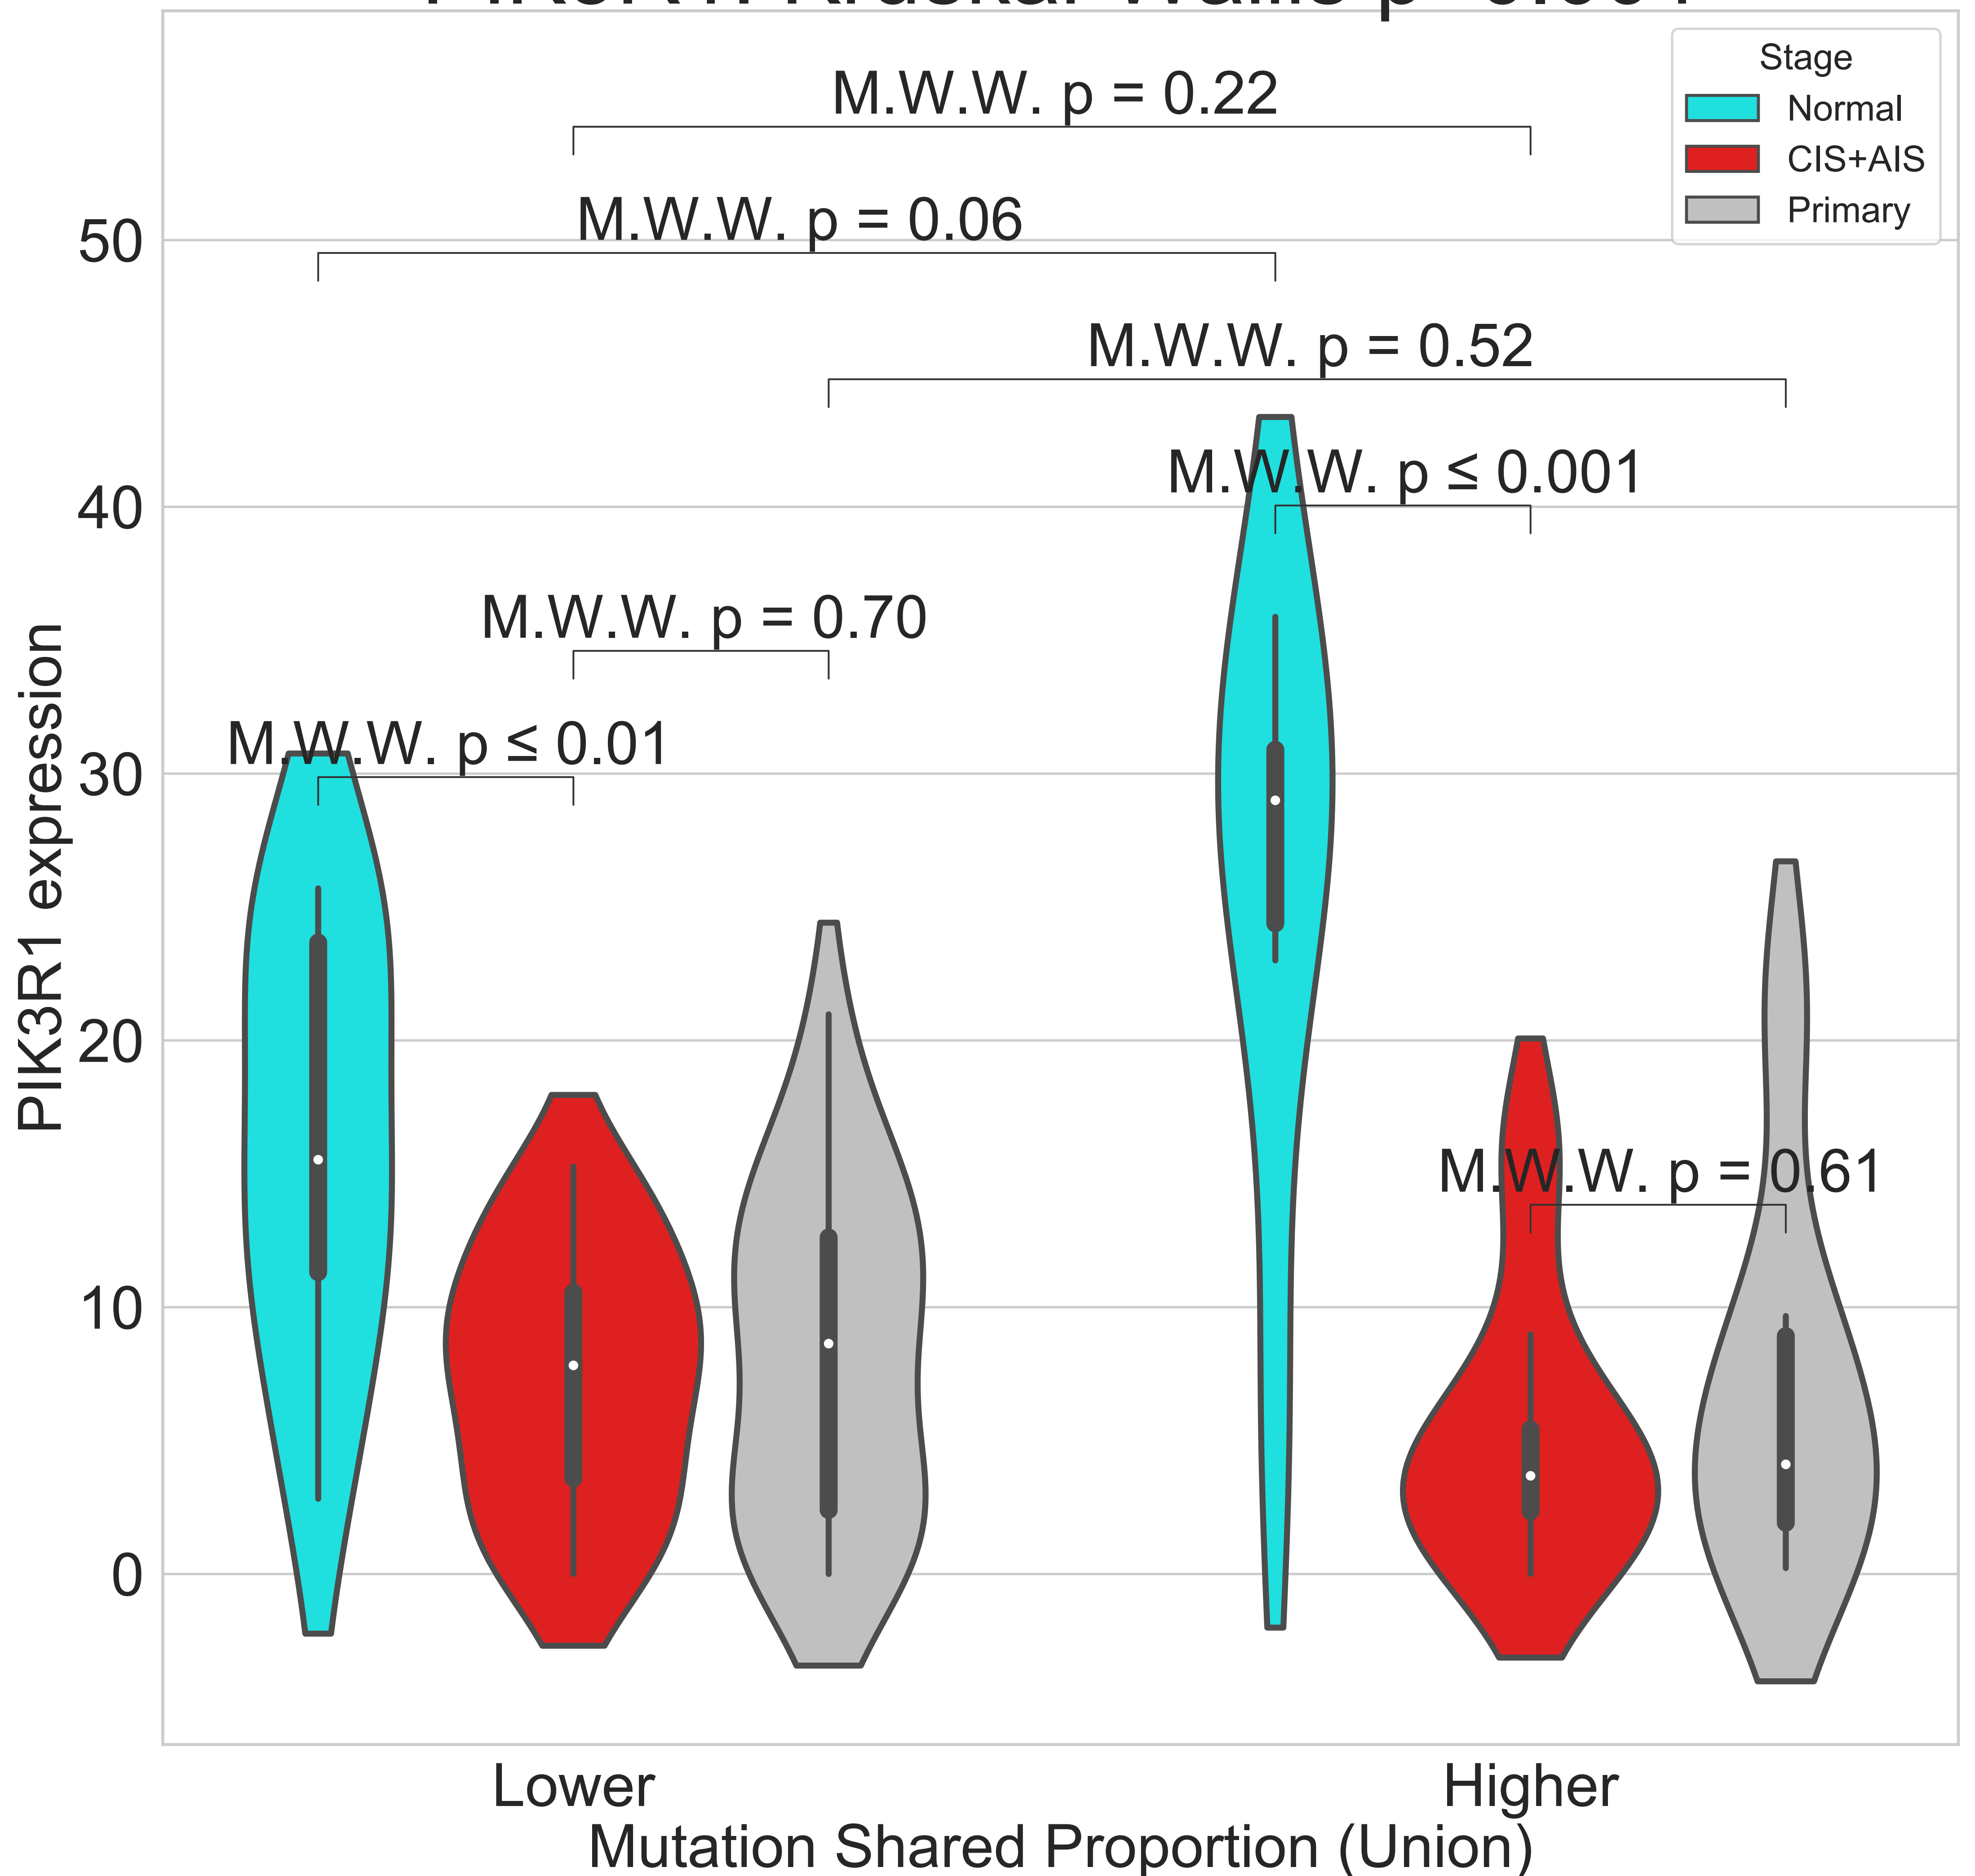 Stage
Normal
CIS+AIS
Primary
M.W.W. p = 0.22
M.W.W. p = 0.06
M.W.W. p = 0.52
M.W.W. p ≤ 0.001
M.W.W. p = 0.70
M.W.W. p ≤ 0.01
M.W.W. p = 0.61
50
40
30
20
10
0
PIK3R1 expression
Lower
Higher
Mutation Shared Proportion (Union)